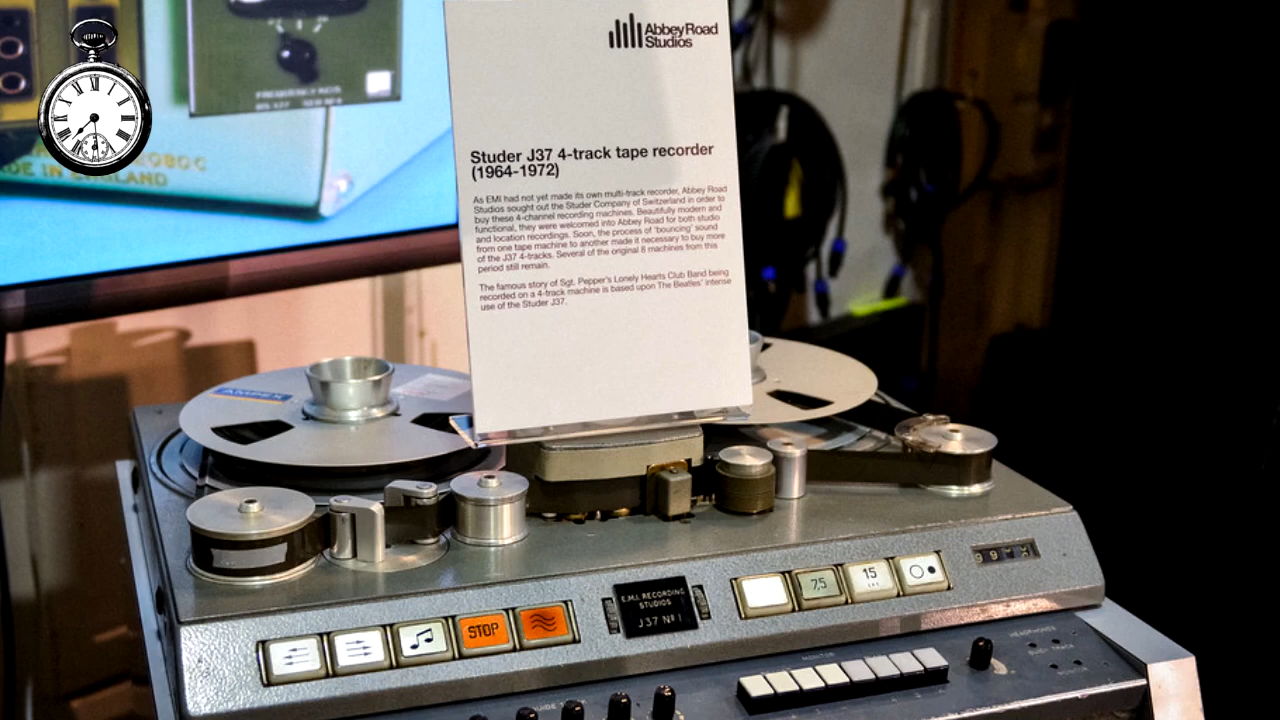 Abbey Road
Studios
FREQUENCY
Studer J37 4-track tape recorder
(1964-1972)
As EMI had not yet made its own multi-track recorder, Abbey Road
Studios sought out the Studer Company of Switzerland in order to
buy these 4-channel recording machines. Beautifully modern and
functional, they were welcomed into Abbey Road for both studio
and location recordings. Soon, the process of 'bouncing' sound
from one tape machine to another made it necessary to buy more
of the J37 4-tracks. Several of the original 8 machines from this
period still remain.
The famous story of Sgt. Pepper's Lonely Hearts Club Band being
recorded on a 4-track machine is based upon The Beatles' intense
use of the Studer J37.
AMPEX
E.M.I. RECORDING
STUDIOS
J37 Nº 1
7,5
15
STOP
MONITOR
HEADPHONES